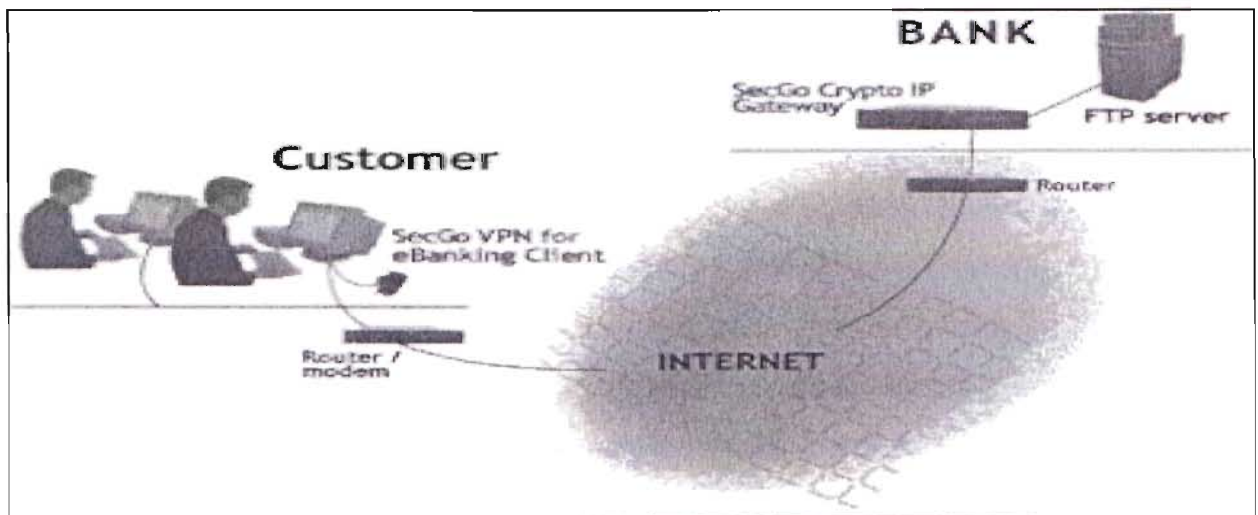 BANK
SecGo Crypto IP
Gateway
FTP server
Customer
Router
SecGo VPN for
eBanking Client
Router /
modem
INTERNET